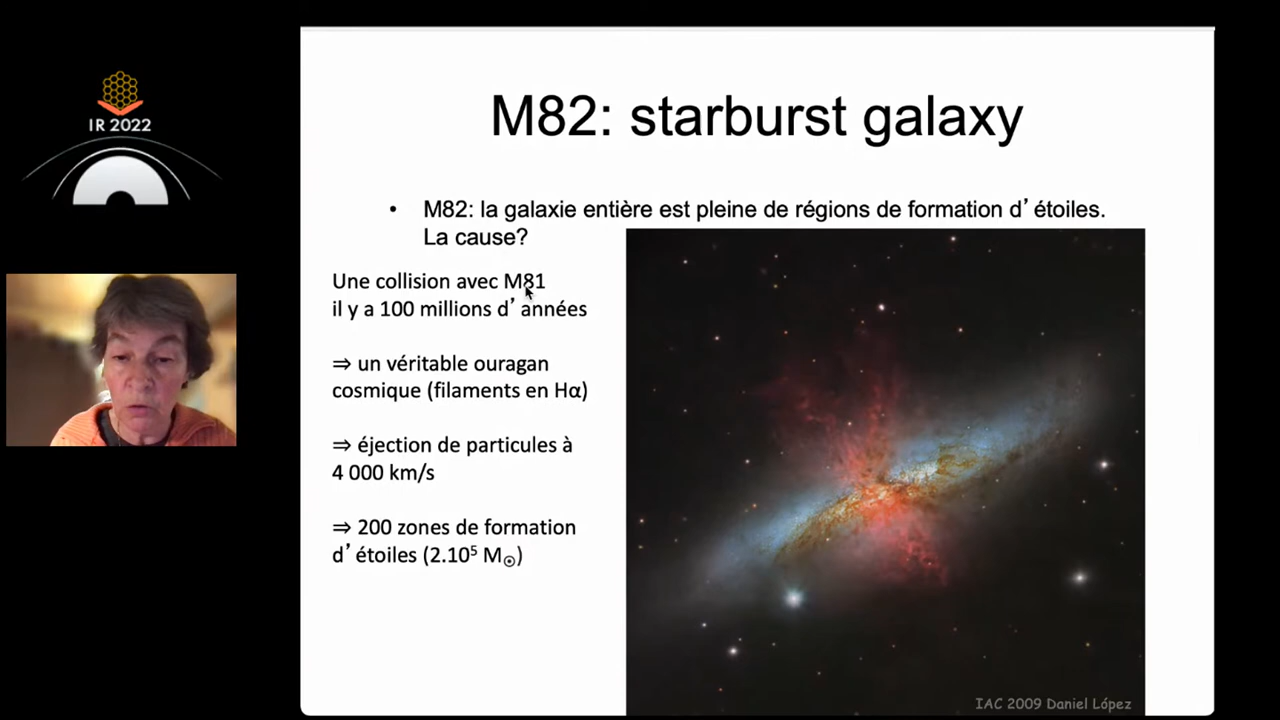 IR 2022
M82: starburst galaxy
• M82: la galaxie entière est pleine de régions de formation d’étoiles.
La cause?
Une collision avec M81
il y a 100 millions d’années
⇒ un véritable ouragan
cosmique (filaments en Hα)
⇒ éjection de particules à
4 000 km/s
⇒ 200 zones de formation
d’étoiles (2.10⁵ M☉)
IAC 2009 Daniel López